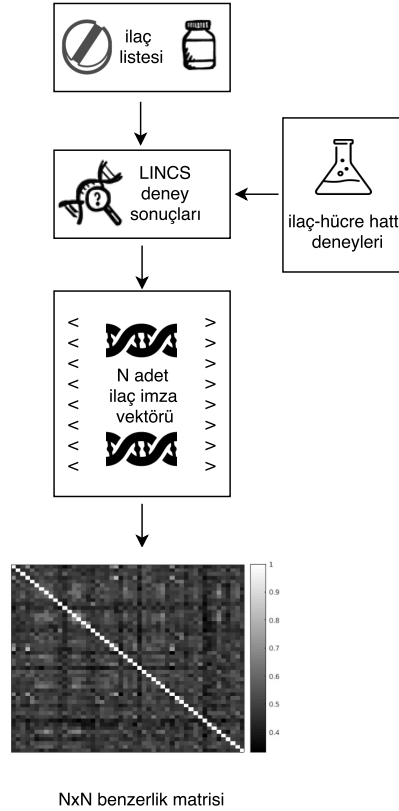 ilaç
listesi
LINCS
deney
sonuçları
?
ilaç-hücre hattı
deneyleri
< >
< >
< >
< >
< >
< >
< >
< >
N adet
ilaç imza
vektörü
1
0.9
0.8
0.7
0.6
0.5
0.4
NxN benzerlik matrisi